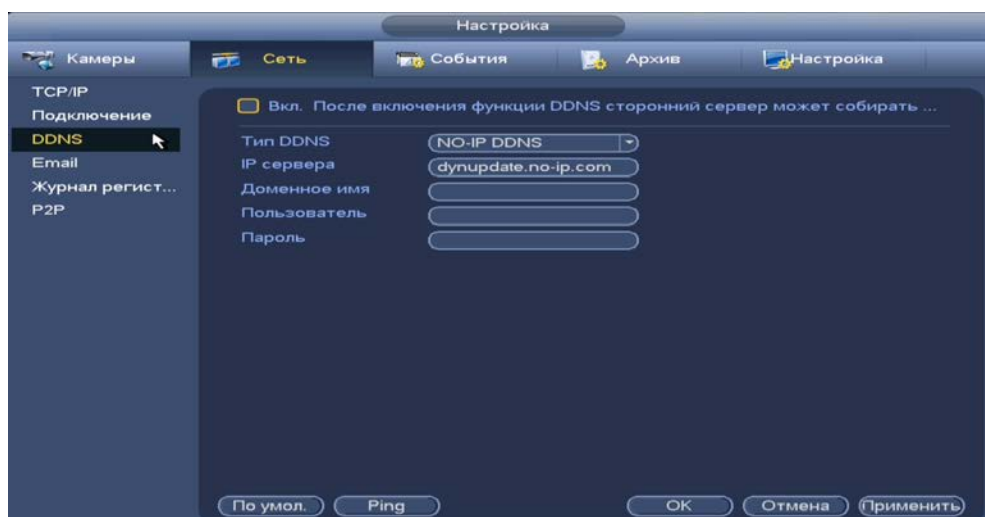 Настройка
Камеры Сеть События Архив Настройка
TCP/IP
Подключение
DDNS
Email
Журнал регист...
P2P
Вкл. После включения функции DDNS сторонний сервер может собирать ...
Тип DDNS NO-IP DDNS
IP сервера dynupdate.no-ip.com
Доменное имя
Пользователь
Пароль
По умол. Ping OK Отмена Применить